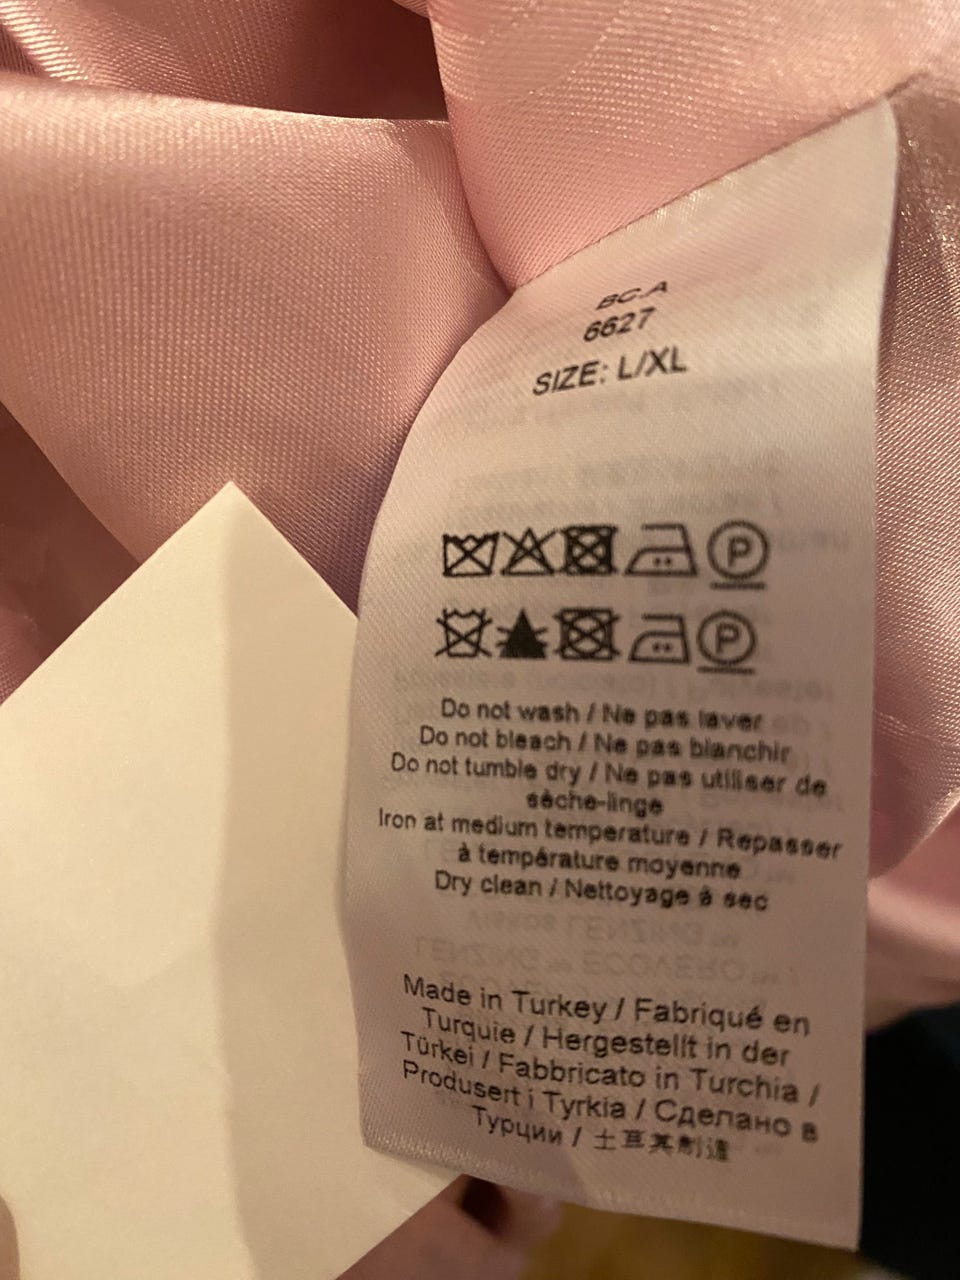 BC.A
6627
SIZE: L/XL
P
P
Do not wash / Ne pas laver
Do not bleach / Ne pas blanchir
Do not tumble dry / Ne pas utiliser de
sèche-linge
Iron at medium temperature / Repasser
à température moyenne
Dry clean / Nettoyage à sec
Made in Turkey / Fabriqué en
Turquie / Hergestellt in der
Türkei / Fabbricato in Turchia /
Produsert i Tyrkia / Сделано в
Турции / 土耳其制造